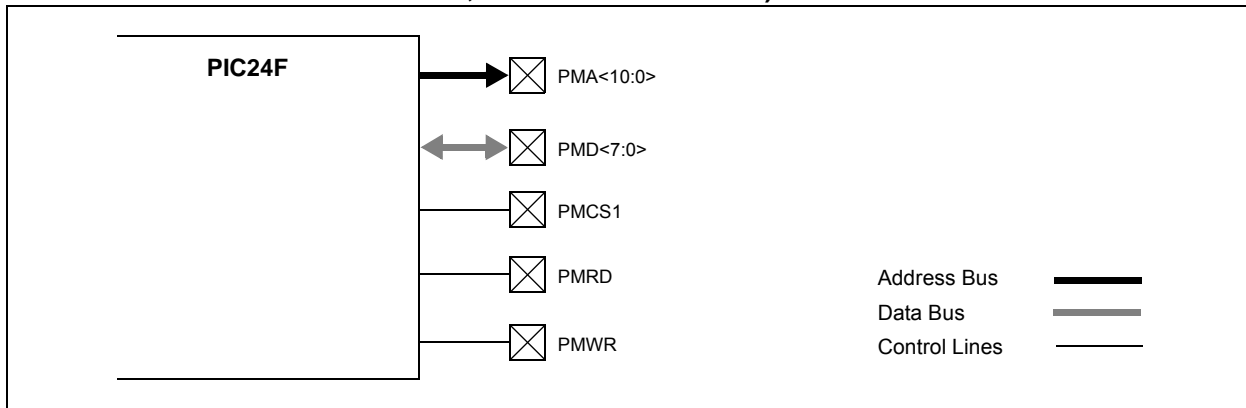 PIC24F
PMA<10:0>
PMD<7:0>
PMCS1
PMRD
PMWR
Address Bus
Data Bus
Control Lines